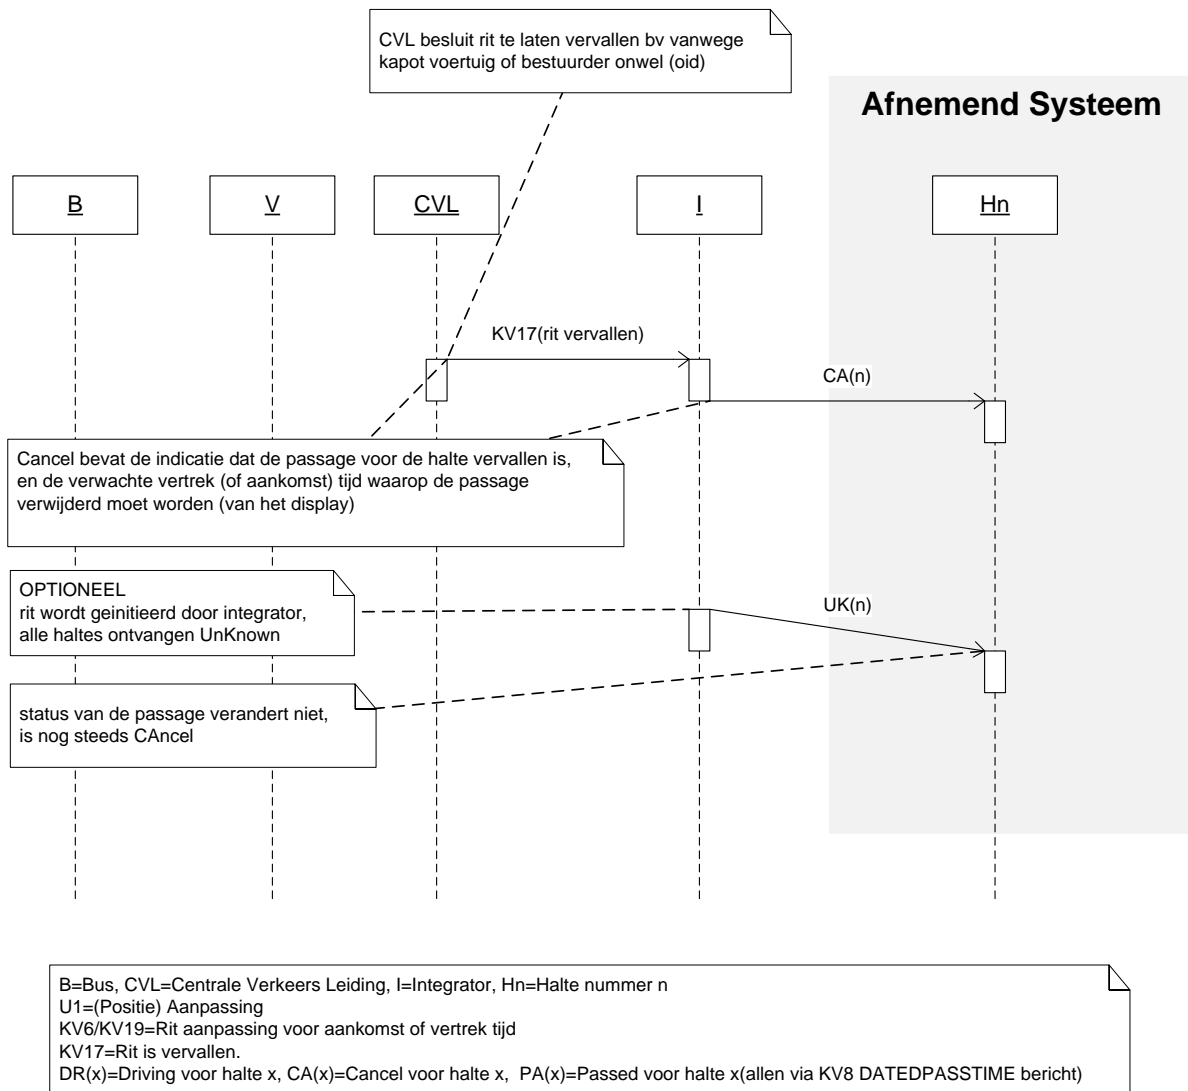 CVL besluit rit te laten vervallen bv vanwege
kapot voertuig of bestuurder onwel (oid)
Afnemend Systeem
B
V
CVL
I
Hn
KV17(rit vervallen)
CA(n)
Cancel bevat de indicatie dat de passage voor de halte vervallen is,
en de verwachte vertrek (of aankomst) tijd waarop de passage
verwijderd moet worden (van het display)
OPTIONEEL
rit wordt geinitieerd door integrator,
alle haltes ontvangen UnKnown
UK(n)
status van de passage verandert niet,
is nog steeds CAncel
B=Bus, CVL=Centrale Verkeers Leiding, I=Integrator, Hn=Halte nummer n
U1=(Positie) Aanpassing
KV6/KV19=Rit aanpassing voor aankomst of vertrek tijd
KV17=Rit is vervallen.
DR(x)=Driving voor halte x, CA(x)=Cancel voor halte x, PA(x)=Passed voor halte x(allen via KV8 DATEDPASSTIME bericht)